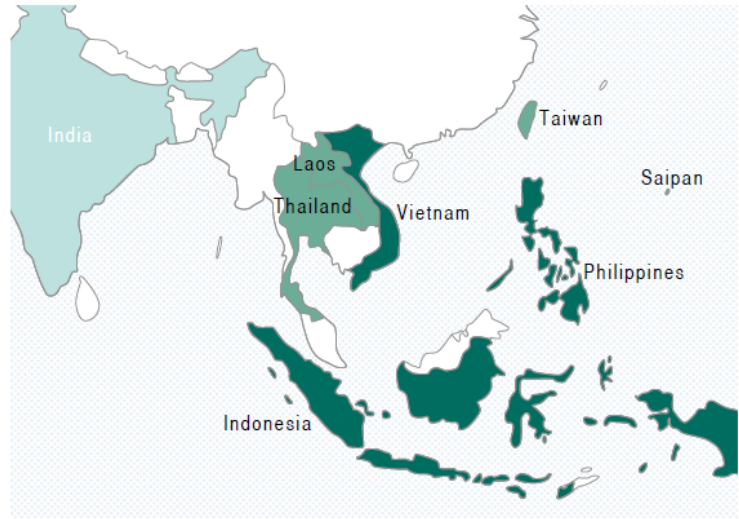 India
Taiwan
Laos
Saipan
Thailand
Vietnam
Philippines
Indonesia